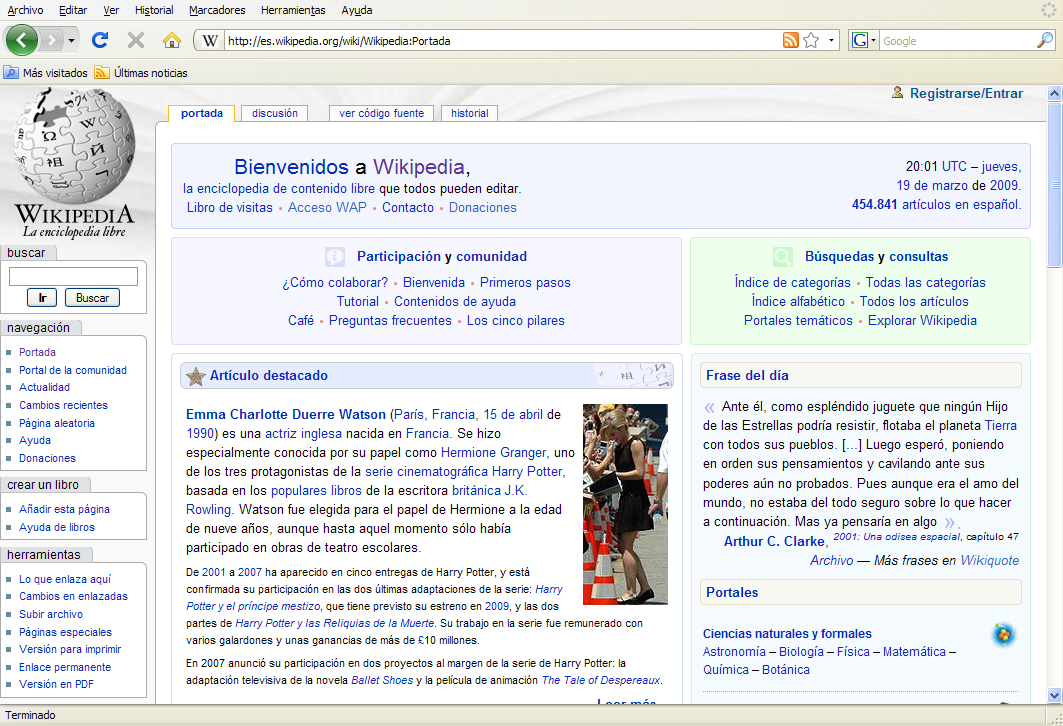 Archivo Editar Ver Historial Marcadores Herramientas Ayuda
W http://es.wikipedia.org/wiki/Wikipedia:Portada G Google
Más visitados Últimas noticias
Registrarse/Entrar
portada discusión ver código fuente historial
WIKIPEDIA
La enciclopedia libre
buscar
Ir Buscar
navegación
Portada
Portal de la comunidad
Actualidad
Cambios recientes
Página aleatoria
Ayuda
Donaciones
crear un libro
Añadir esta página
Ayuda de libros
herramientas
Lo que enlaza aquí
Cambios en enlazadas
Subir archivo
Páginas especiales
Versión para imprimir
Enlace permanente
Versión en PDF
Bienvenidos a Wikipedia,
la enciclopedia de contenido libre que todos pueden editar.
Libro de visitas • Acceso WAP • Contacto • Donaciones
20:01 UTC – jueves,
19 de marzo de 2009.
454.841 artículos en español.
Participación y comunidad
¿Cómo colaborar? • Bienvenida • Primeros pasos
Tutorial • Contenidos de ayuda
Café • Preguntas frecuentes • Los cinco pilares
Búsquedas y consultas
Índice de categorías • Todas las categorías
Índice alfabético • Todos los artículos
Portales temáticos • Explorar Wikipedia
Artículo destacado
Emma Charlotte Duerre Watson (París, Francia, 15 de abril de
1990) es una actriz inglesa nacida en Francia. Se hizo
especialmente conocida por su papel como Hermione Granger, uno
de los tres protagonistas de la serie cinematográfica Harry Potter,
basada en los populares libros de la escritora británica J.K.
Rowling. Watson fue elegida para el papel de Hermione a la edad
de nueve años, aunque hasta aquel momento sólo había
participado en obras de teatro escolares.
De 2001 a 2007 ha aparecido en cinco entregas de Harry Potter, y está
confirmada su participación en las dos últimas adaptaciones de la serie: Harry
Potter y el príncipe mestizo, que tiene previsto su estreno en 2009, y las dos
partes de Harry Potter y las Reliquias de la Muerte. Su trabajo en la serie fue remunerado con
varios galardones y unas ganancias de más de £10 millones.
En 2007 anunció su participación en dos proyectos al margen de la serie de Harry Potter: la
adaptación televisiva de la novela Ballet Shoes y la película de animación The Tale of Despereaux.
Leer más
Frase del día
« Ante él, como espléndido juguete que ningún Hijo
de las Estrellas podría resistir, flotaba el planeta Tierra
con todos sus pueblos. [...] Luego esperó, poniendo
en orden sus pensamientos y cavilando ante sus
poderes aún no probados. Pues aunque era el amo del
mundo, no estaba del todo seguro sobre lo que hacer
a continuación. Mas ya pensaría en algo ».
Arthur C. Clarke, 2001: Una odisea espacial, capítulo 47
Archivo — Más frases en Wikiquote
Portales
Ciencias naturales y formales
Astronomía – Biología – Física – Matemática –
Química – Botánica
Terminado